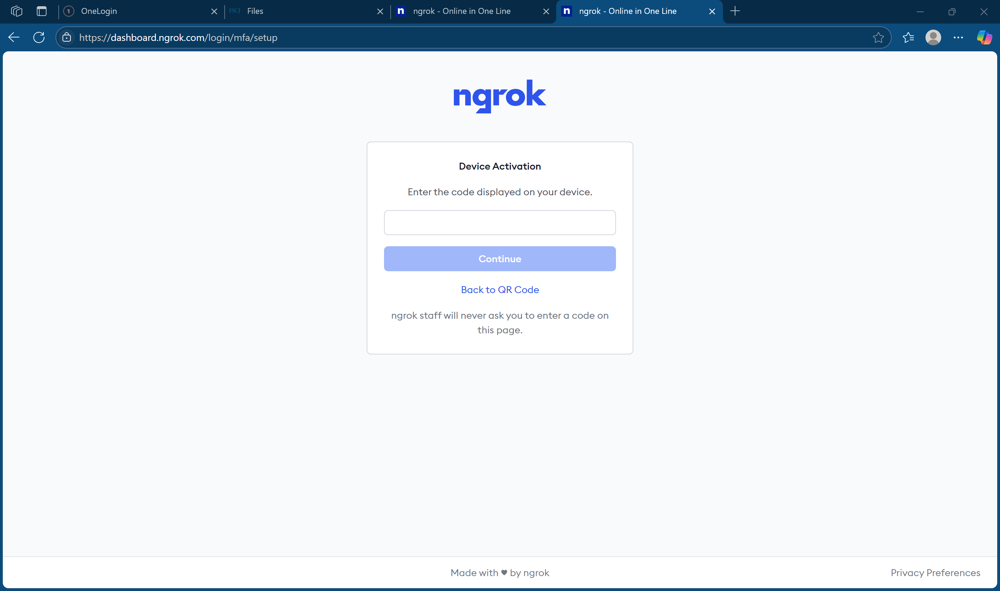 OneLogin
FSCJ Files
n ngrok - Online in One Line
n ngrok - Online in One Line
https://dashboard.ngrok.com/login/mfa/setup
ngrok
Device Activation
Enter the code displayed on your device.
Continue
Back to QR Code
ngrok staff will never ask you to enter a code on
this page.
Made with ♥ by ngrok
Privacy Preferences